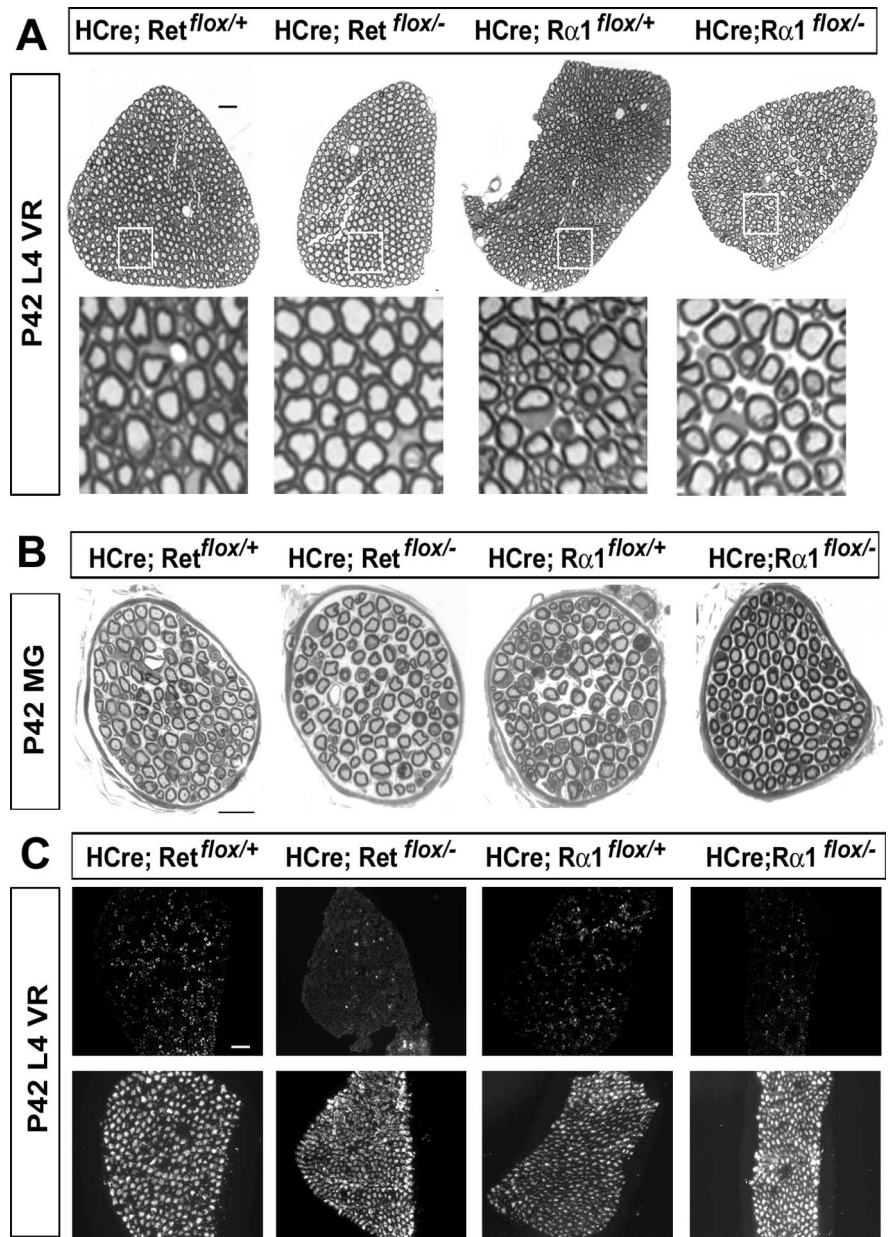 A
HCre; Ret flox/+ HCre; Ret flox/- HCre; Rα1 flox/+ HCre;Rα1 flox/-
P42 L4 VR
B
HCre; Ret flox/+ HCre; Ret flox/- HCre; Rα1 flox/+ HCre;Rα1 flox/-
P42 MG
C
HCre; Ret flox/+ HCre; Ret flox/- HCre; Rα1 flox/+ HCre;Rα1 flox/-
P42 L4 VR